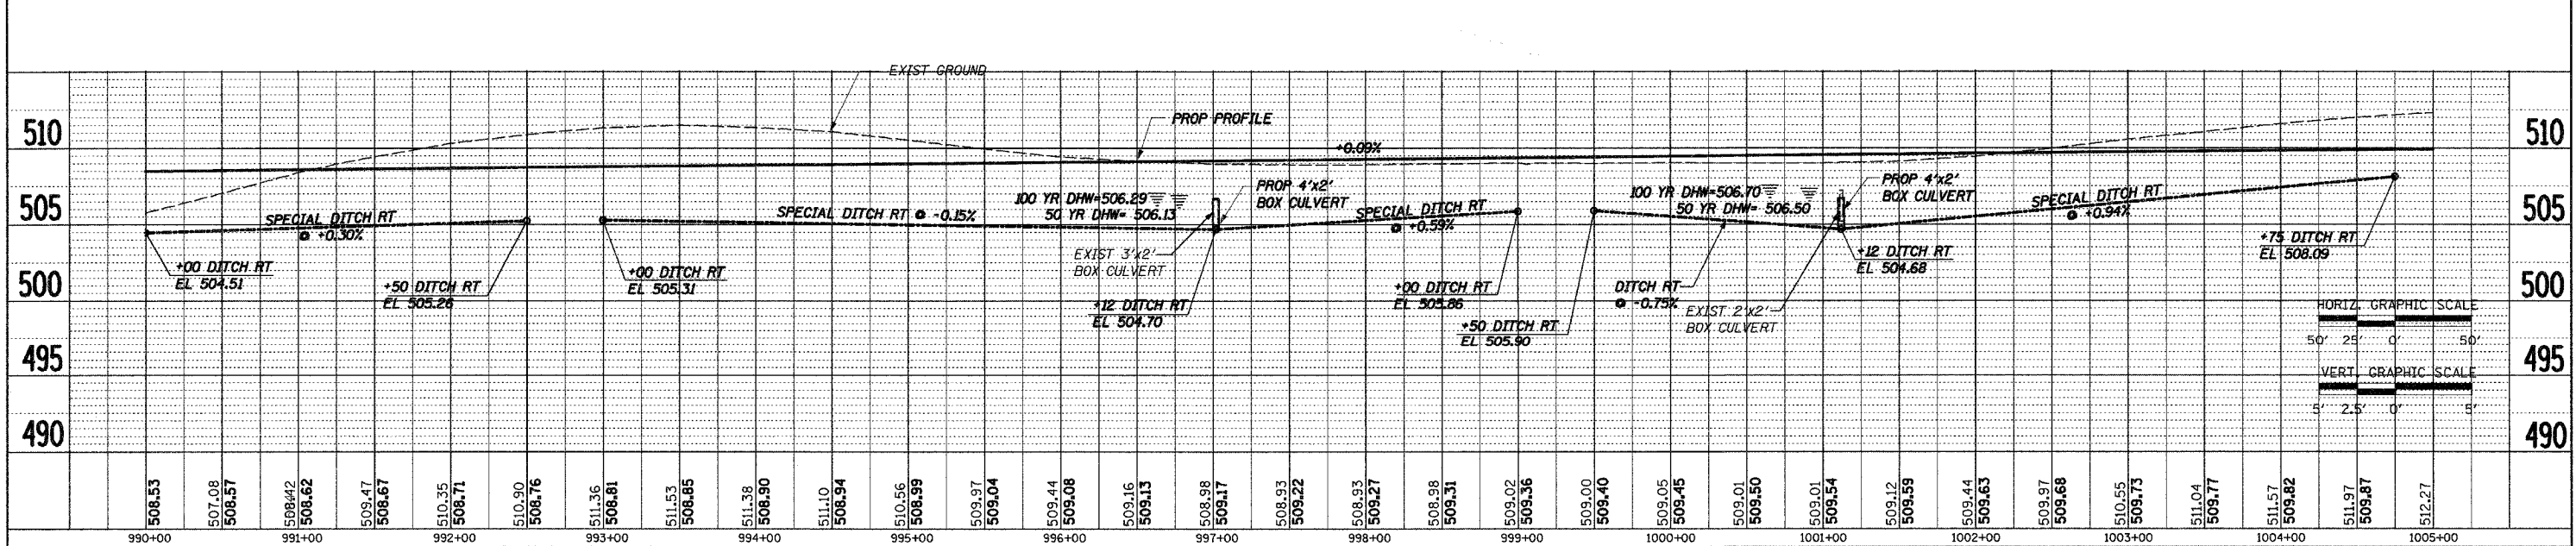 EXIST GROUND
510
PROP PROFILE
510
+0.09%
505
SPECIAL DITCH RT
+0.30%
SPECIAL DITCH RT -0.15%
100 YR DHW=506.29
50 YR DHW= 506.13
PROP 4'x2'
BOX CULVERT
SPECIAL DITCH RT
+0.59%
100 YR DHW=506.70
50 YR DHW= 506.50
PROP 4'x2'
BOX CULVERT
SPECIAL DITCH RT
+0.94%
505
+00 DITCH RT
EL 504.51
+50 DITCH RT
EL 505.26
+00 DITCH RT
EL 505.31
EXIST 3'x2'
BOX CULVERT
+12 DITCH RT
EL 504.70
+00 DITCH RT
EL 505.86
+50 DITCH RT
EL 505.90
DITCH RT
-0.75%
EXIST 2'x2'
BOX CULVERT
+12 DITCH RT
EL 504.68
+75 DITCH RT
EL 508.09
500
500
HORIZ. GRAPHIC SCALE
50' 25' 0' 50'
495
495
VERT. GRAPHIC SCALE
5' 2.5' 0' 5'
490
490
508.53
507.08
508.57
508.42
508.62
509.47
508.67
510.35
508.71
510.90
508.76
511.36
508.81
511.53
508.85
511.38
508.90
511.10
508.94
510.56
508.99
509.97
509.04
509.44
509.08
509.16
509.13
508.98
509.17
508.93
509.22
508.93
509.27
508.98
509.31
509.02
509.36
509.00
509.40
509.05
509.45
509.01
509.50
509.01
509.54
509.12
509.59
509.44
509.63
509.97
509.68
510.55
509.73
511.04
509.77
511.57
509.82
511.97
509.87
512.27
990+00 991+00 992+00 993+00 994+00 995+00 996+00 997+00 998+00 999+00 1000+00 1001+00 1002+00 1003+00 1004+00 1005+00